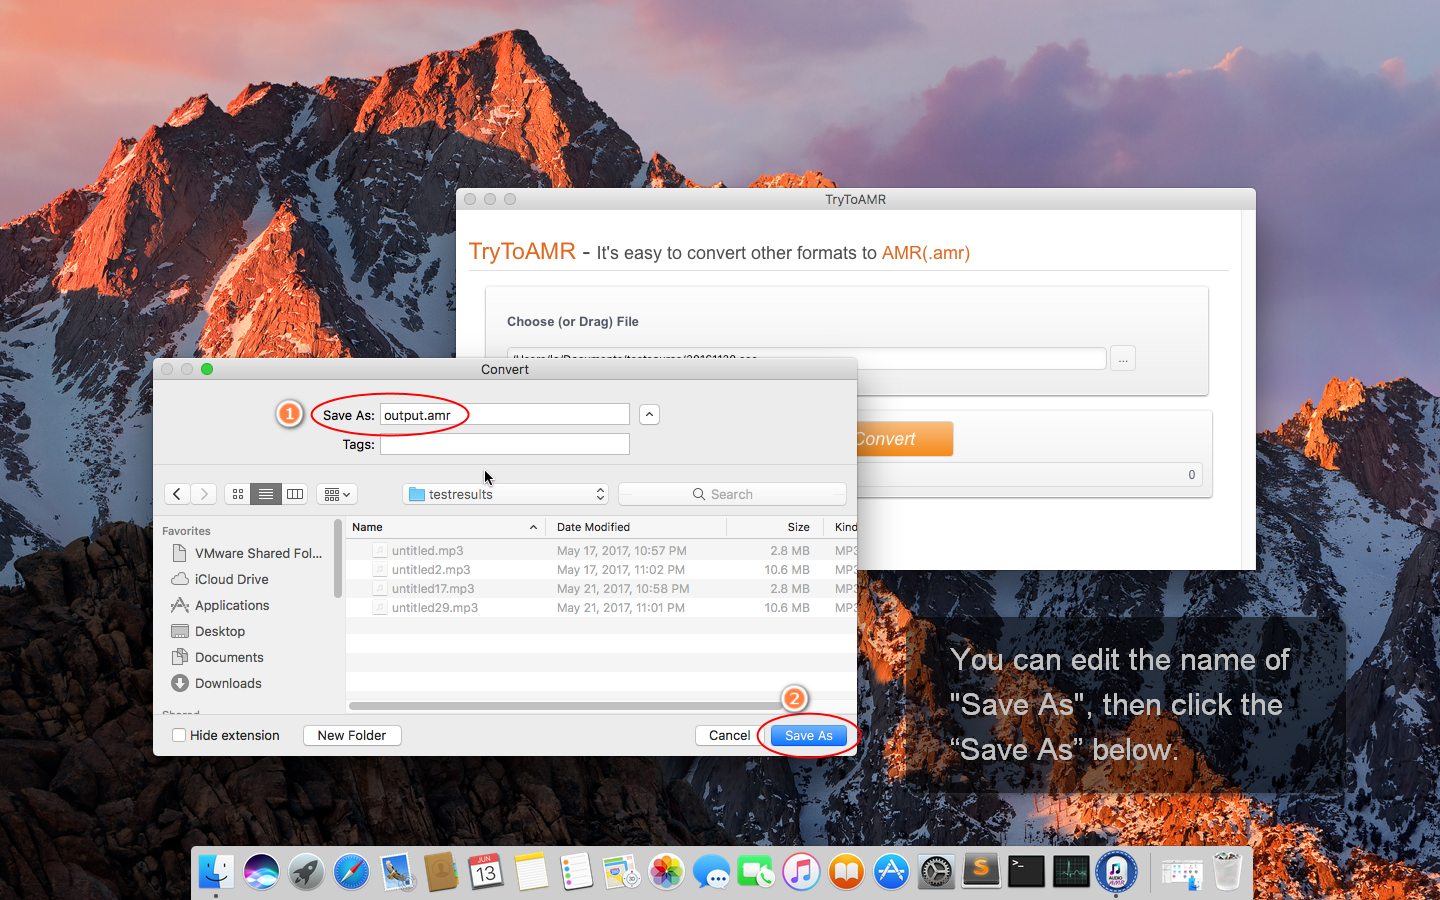 TryToAMR
TryToAMR - It's easy to convert other formats to AMR(.amr)
Choose (or Drag) File
...
Convert
0
Convert
1
Save As: output.amr
Tags:
testresults
Search
Favorites
VMware Shared Fol...
iCloud Drive
Applications
Desktop
Documents
Downloads
Name Date Modified Size Kind
untitled.mp3 May 17, 2017, 10:57 PM 2.8 MB MP3
untitled2.mp3 May 17, 2017, 11:02 PM 10.6 MB MP3
untitled17.mp3 May 21, 2017, 10:58 PM 2.8 MB MP3
untitled29.mp3 May 21, 2017, 11:01 PM 10.6 MB MP3
2
Hide extension New Folder Cancel Save As
You can edit the name of
"Save As", then click the
“Save As” below.
JUN
13
AUDIO
AMR